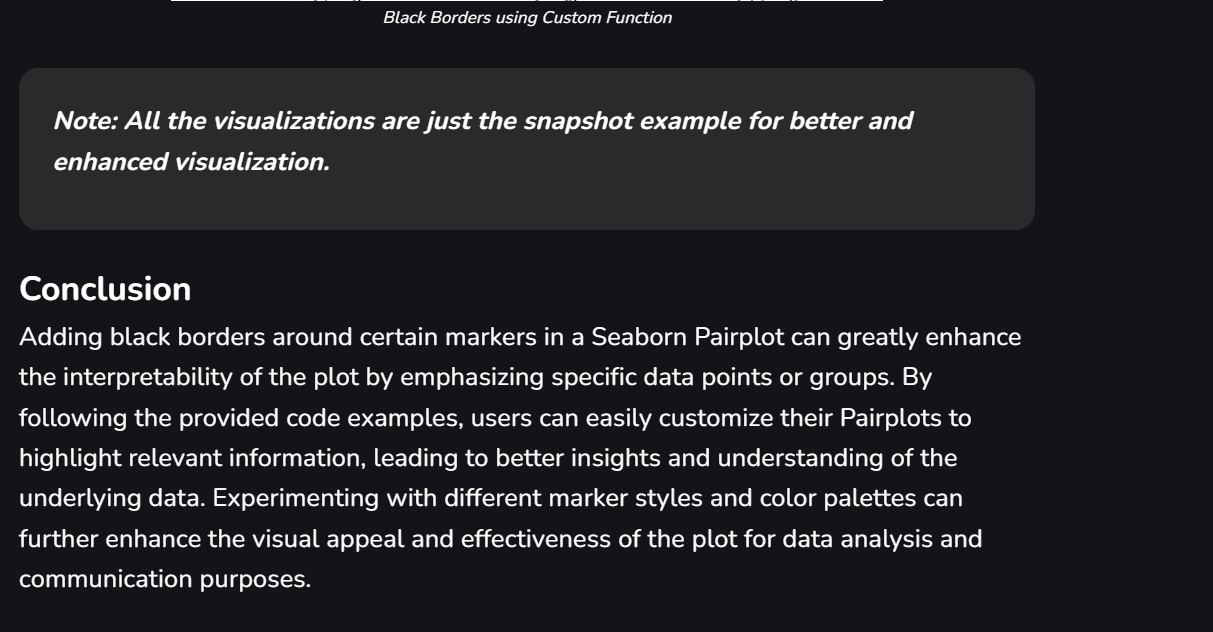 Black Borders using Custom Function
Note: All the visualizations are just the snapshot example for better and
enhanced visualization.
Conclusion
Adding black borders around certain markers in a Seaborn Pairplot can greatly enhance
the interpretability of the plot by emphasizing specific data points or groups. By
following the provided code examples, users can easily customize their Pairplots to
highlight relevant information, leading to better insights and understanding of the
underlying data. Experimenting with different marker styles and color palettes can
further enhance the visual appeal and effectiveness of the plot for data analysis and
communication purposes.